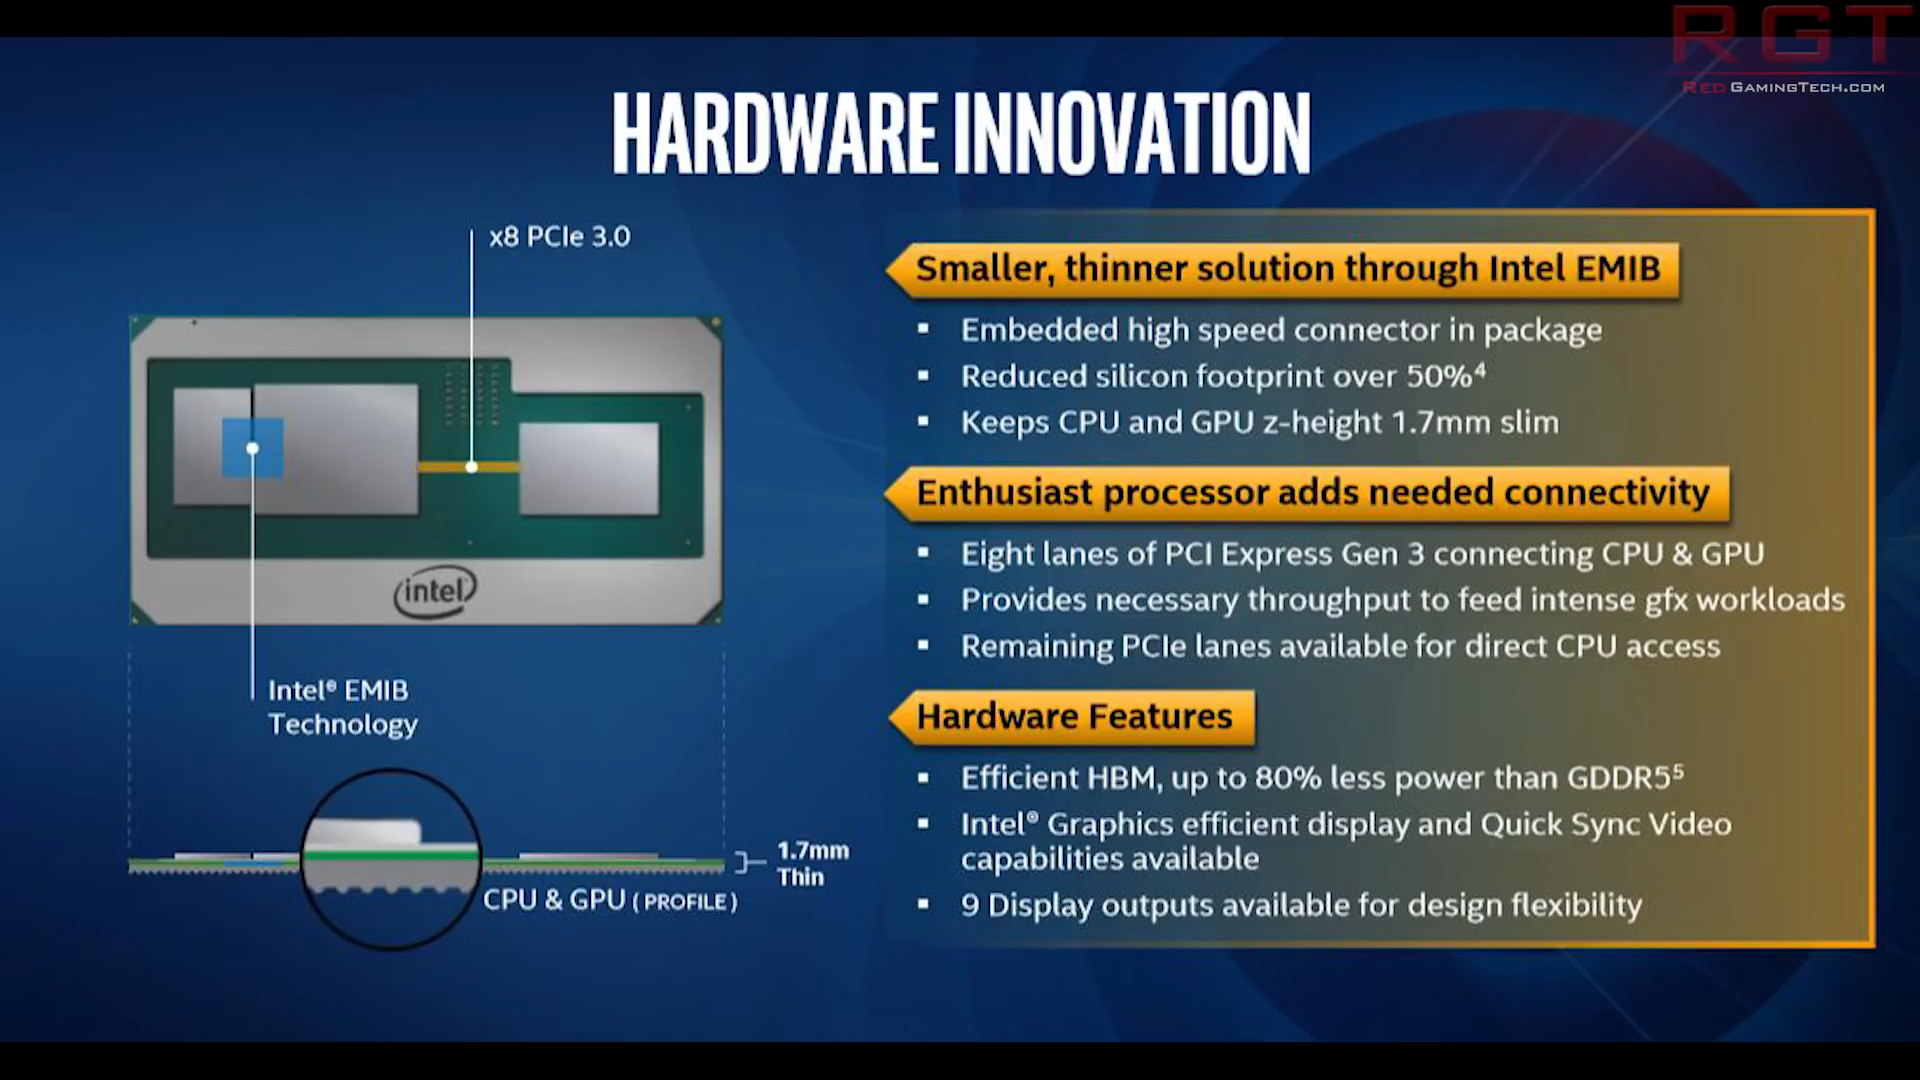 RGT
REDGAMINGTECH.COM
HARDWARE INNOVATION
x8 PCIe 3.0
intel
Intel® EMIB
Technology
1.7mm
Thin
CPU & GPU ( PROFILE )
Smaller, thinner solution through Intel EMIB
▪ Embedded high speed connector in package
▪ Reduced silicon footprint over 50%⁴
▪ Keeps CPU and GPU z-height 1.7mm slim
Enthusiast processor adds needed connectivity
▪ Eight lanes of PCI Express Gen 3 connecting CPU & GPU
▪ Provides necessary throughput to feed intense gfx workloads
▪ Remaining PCIe lanes available for direct CPU access
Hardware Features
▪ Efficient HBM, up to 80% less power than GDDR5⁵
▪ Intel® Graphics efficient display and Quick Sync Video
capabilities available
▪ 9 Display outputs available for design flexibility